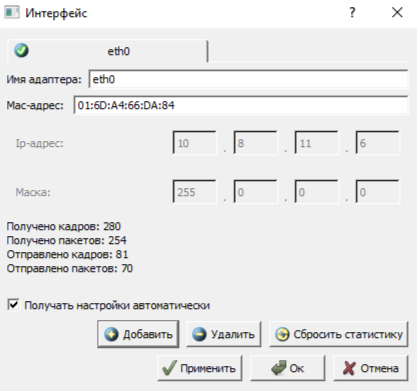 Интерфейс ? X
eth0
Имя адаптера: eth0
Mac-адрес: 01:6D:A4:66:DA:84
Ip-адрес: 10 . 8 . 11 . 6
Маска: 255 . 0 . 0 . 0
Получено кадров: 280
Получено пакетов: 254
Отправлено кадров: 81
Отправлено пакетов: 70
Получать настройки автоматически
Добавить Удалить Сбросить статистику
Применить Ок Отмена